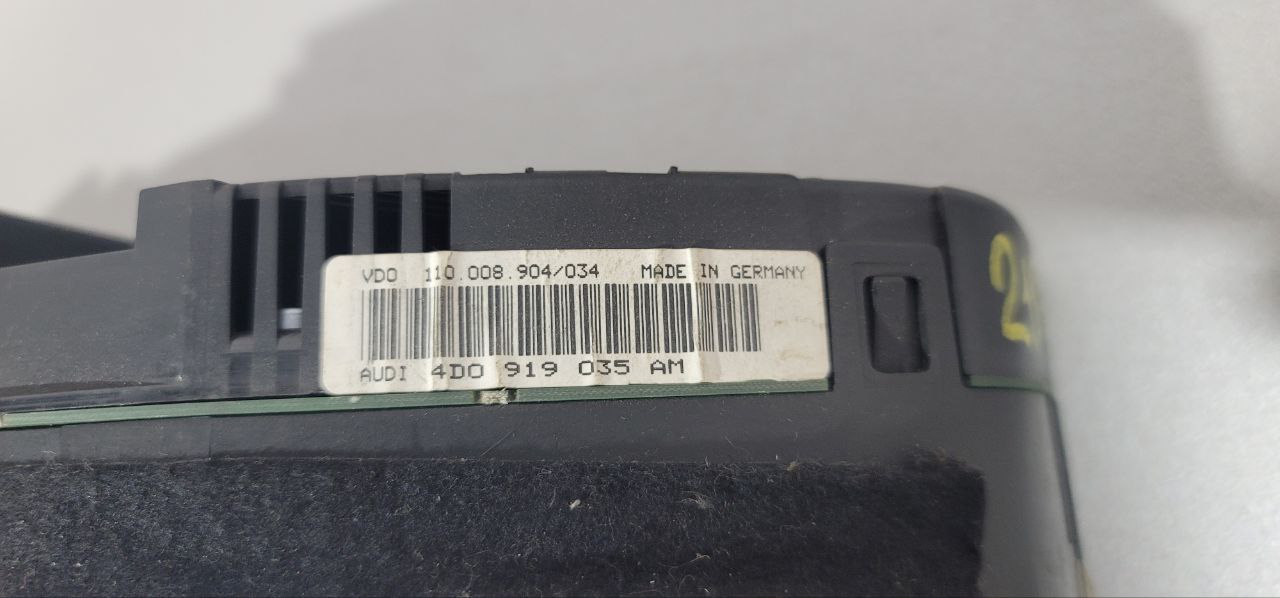 VDO 110.008.904/034 MADE IN GERMANY
AUDI 4D0 919 035 AM